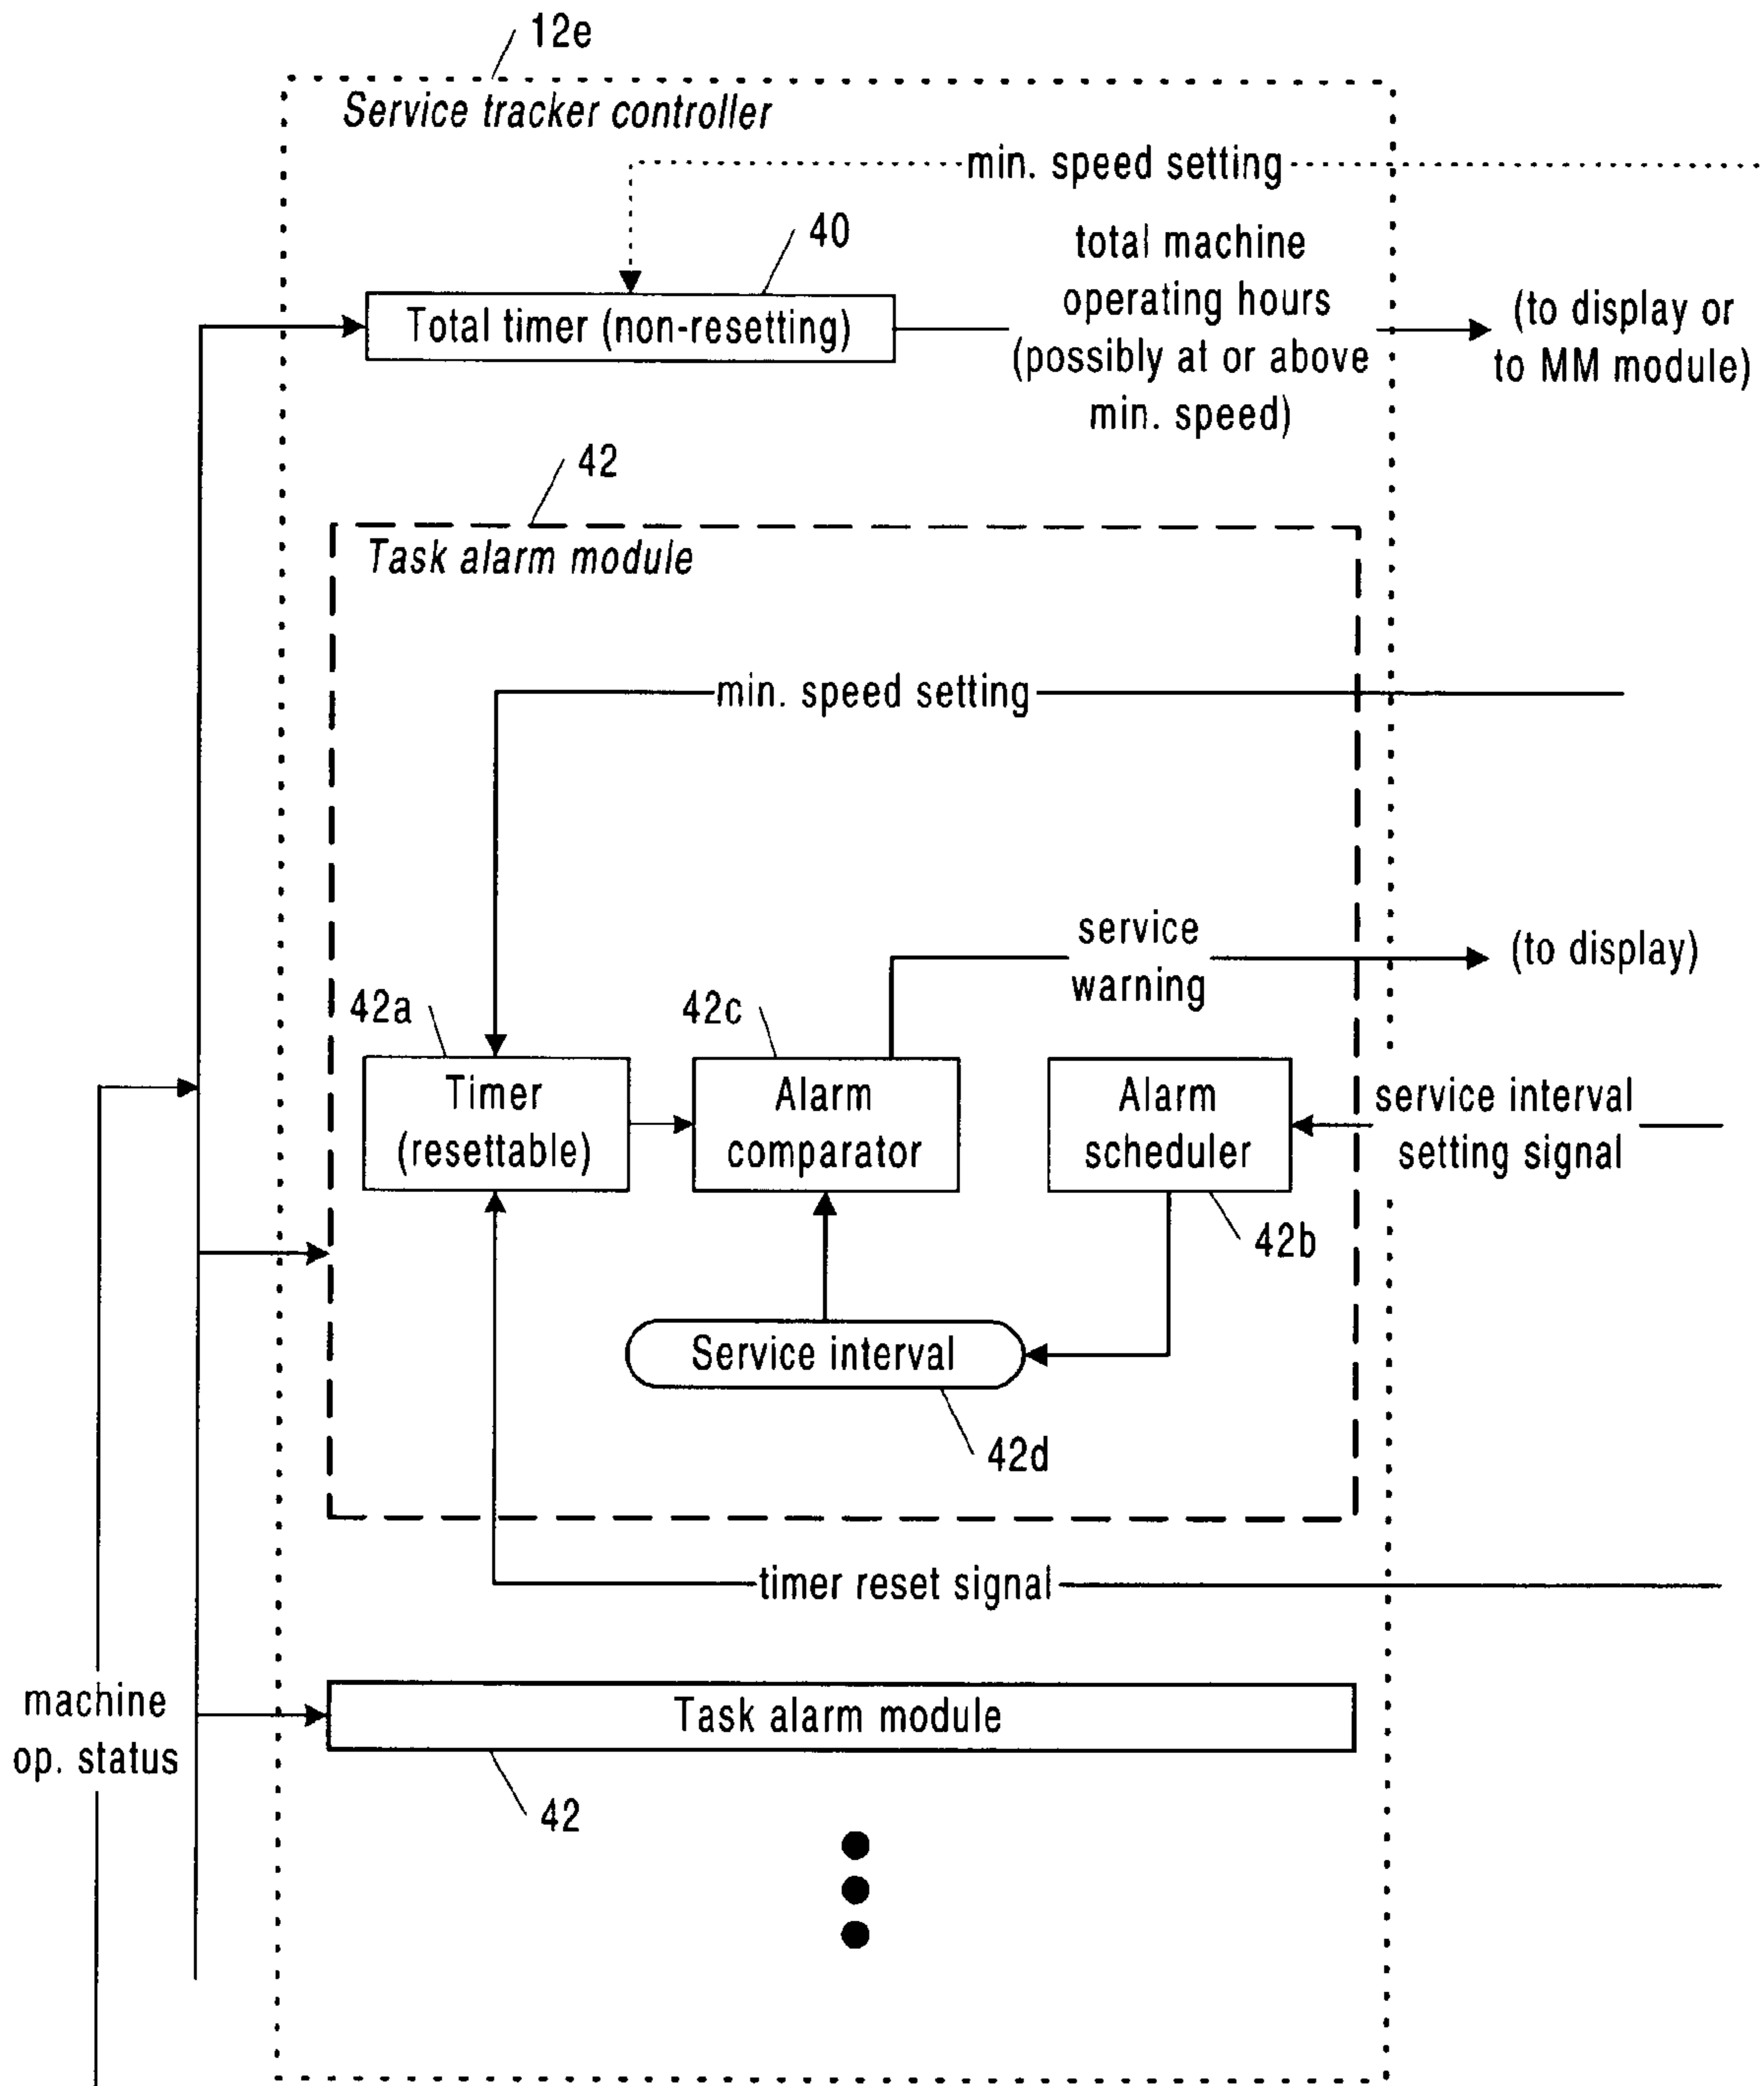 12e
Service tracker controller
min. speed setting
40
total machine
operating hours
(possibly at or above
min. speed)
Total timer (non-resetting)
(to display or
to MM module)
42
Task alarm module
min. speed setting
service
warning
(to display)
42a
42c
Timer
(resettable)
Alarm
comparator
Alarm
scheduler
service interval
setting signal
42b
Service interval
42d
timer reset signal
machine
op. status
Task alarm module
42